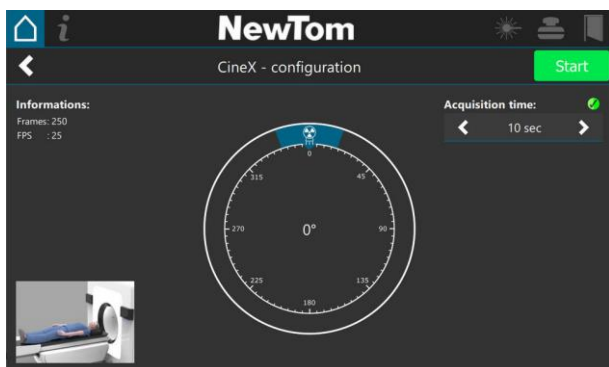 NewTom
CineX - configuration
Start
Informations:
Frames: 250
FPS : 25
Acquisition time:
10 sec
0
45
90
135
180
225
270
315
0°